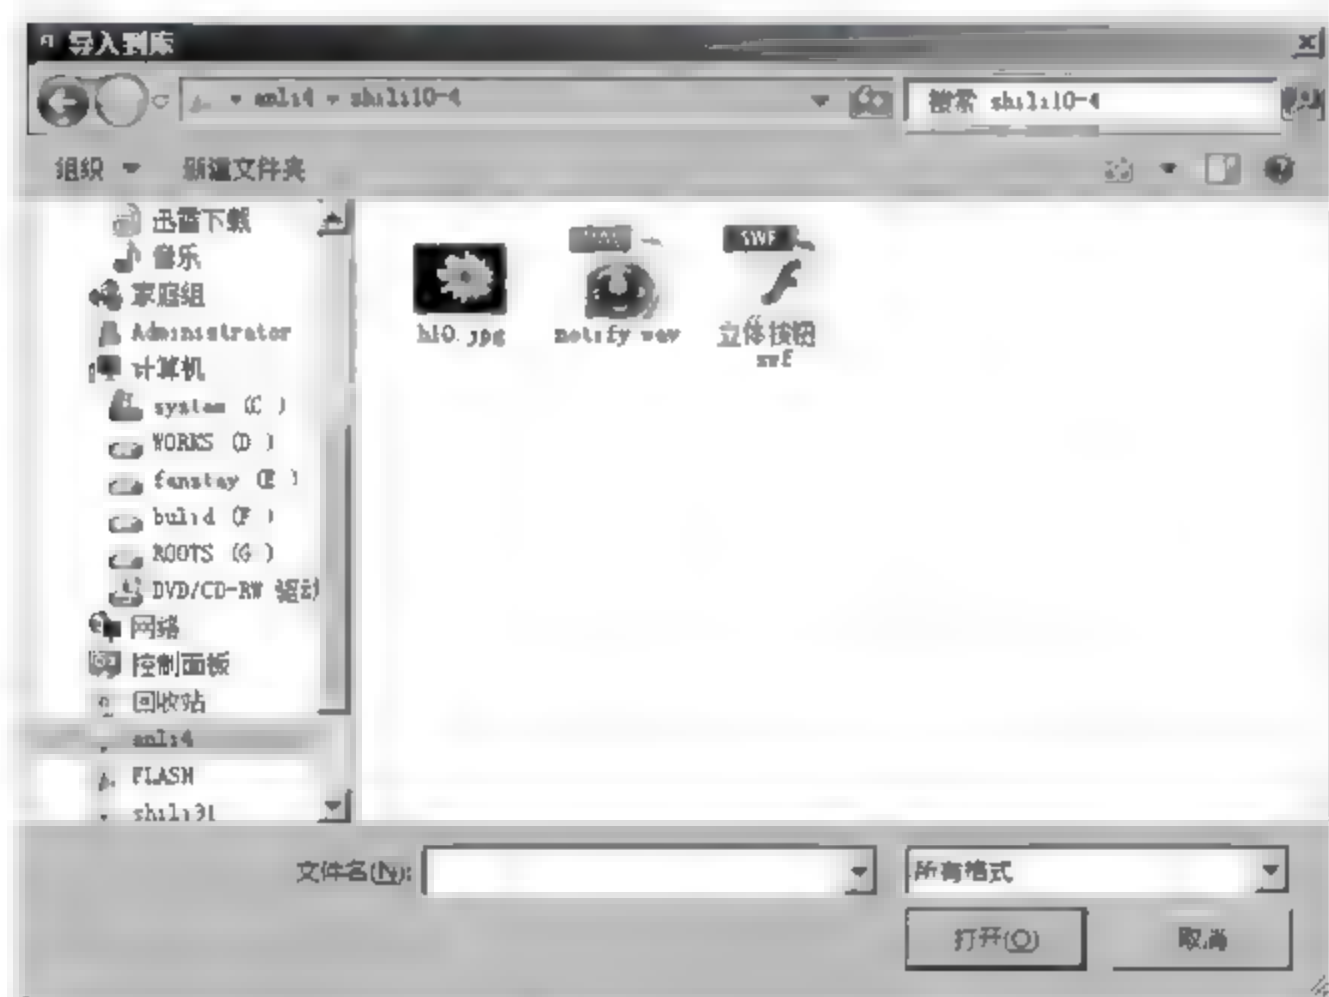 导入到库
anli4 shili10-4
搜索 shili10-4
组织 新建文件夹
迅雷下载
音乐
家庭组
Administrator
计算机
system (C )
WORKS (D )
fanstay (E )
bulid (F )
ROOTS (G )
DVD/CD-RW 驱动
网络
控制面板
回收站
anli4
FLASH
shili31
h10.jpg
notify wav
立体按钮
swf
WAV
SWF
文件名(N):
所有格式
打开(O)
取消